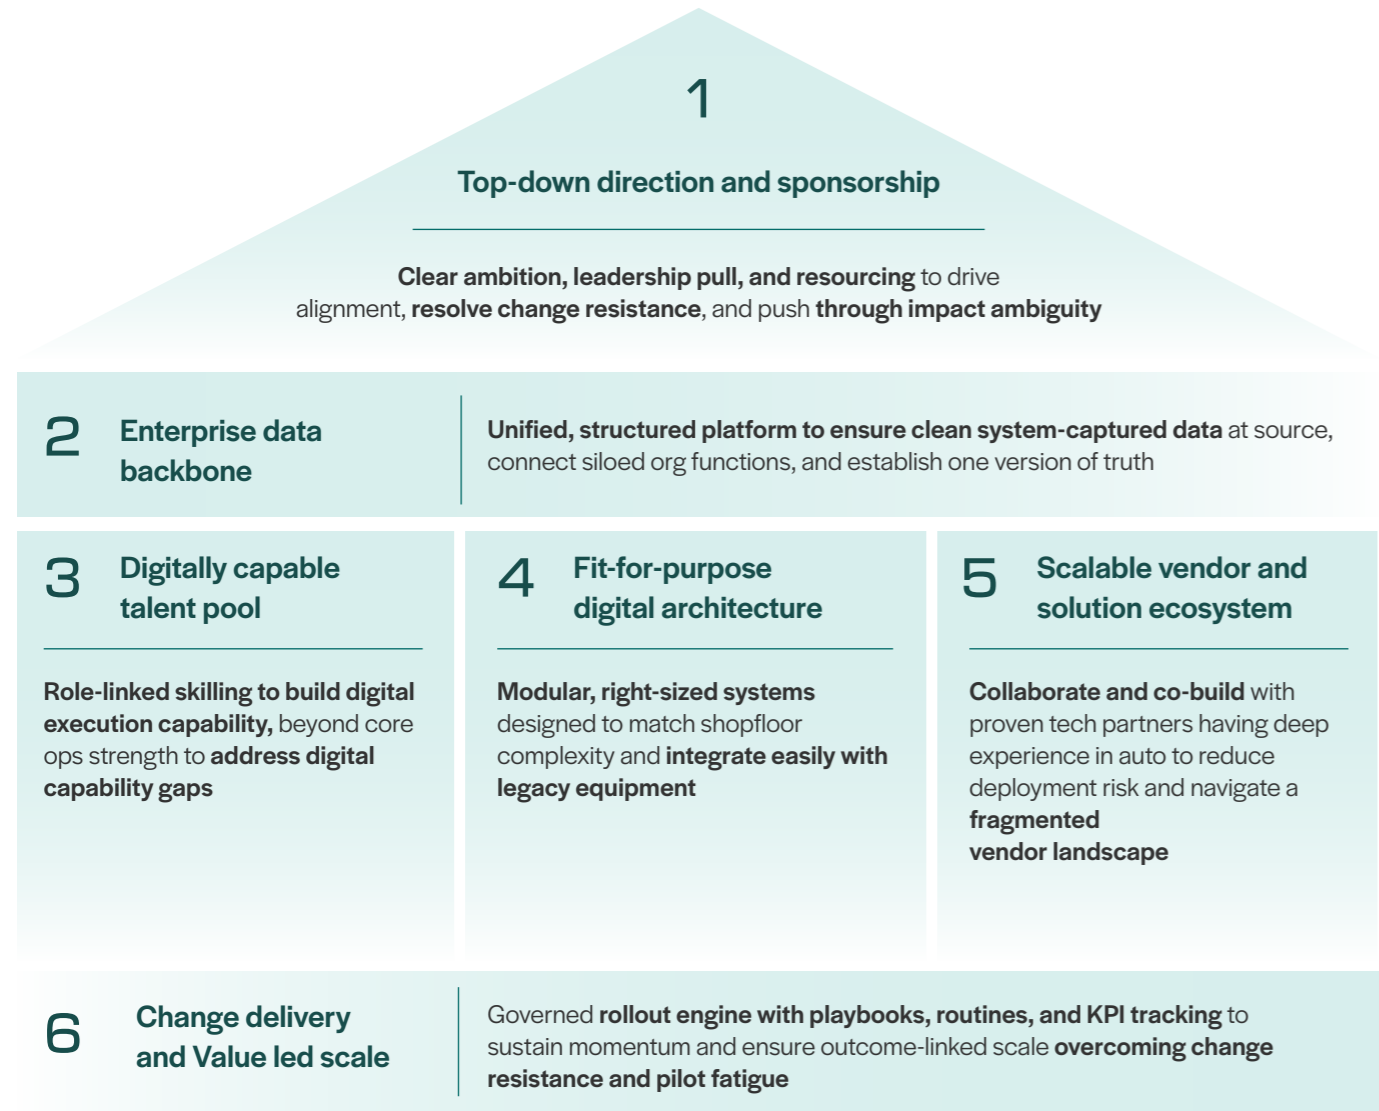 1
Top-down direction and sponsorship
Clear ambition, leadership pull, and resourcing to drive
alignment, resolve change resistance, and push through impact ambiguity
2
Enterprise data
backbone
Unified, structured platform to ensure clean system-captured data at source,
connect siloed org functions, and establish one version of truth
3
Digitally capable
talent pool
Role-linked skilling to build digital
execution capability, beyond core
ops strength to address digital
capability gaps
4
Fit-for-purpose
digital architecture
Modular, right-sized systems
designed to match shopfloor
complexity and integrate easily with
legacy equipment
5
Scalable vendor and
solution ecosystem
Collaborate and co-build with
proven tech partners having deep
experience in auto to reduce
deployment risk and navigate a
fragmented
vendor landscape
6
Change delivery
and Value led scale
Governed rollout engine with playbooks, routines, and KPI tracking to
sustain momentum and ensure outcome-linked scale overcoming change
resistance and pilot fatigue